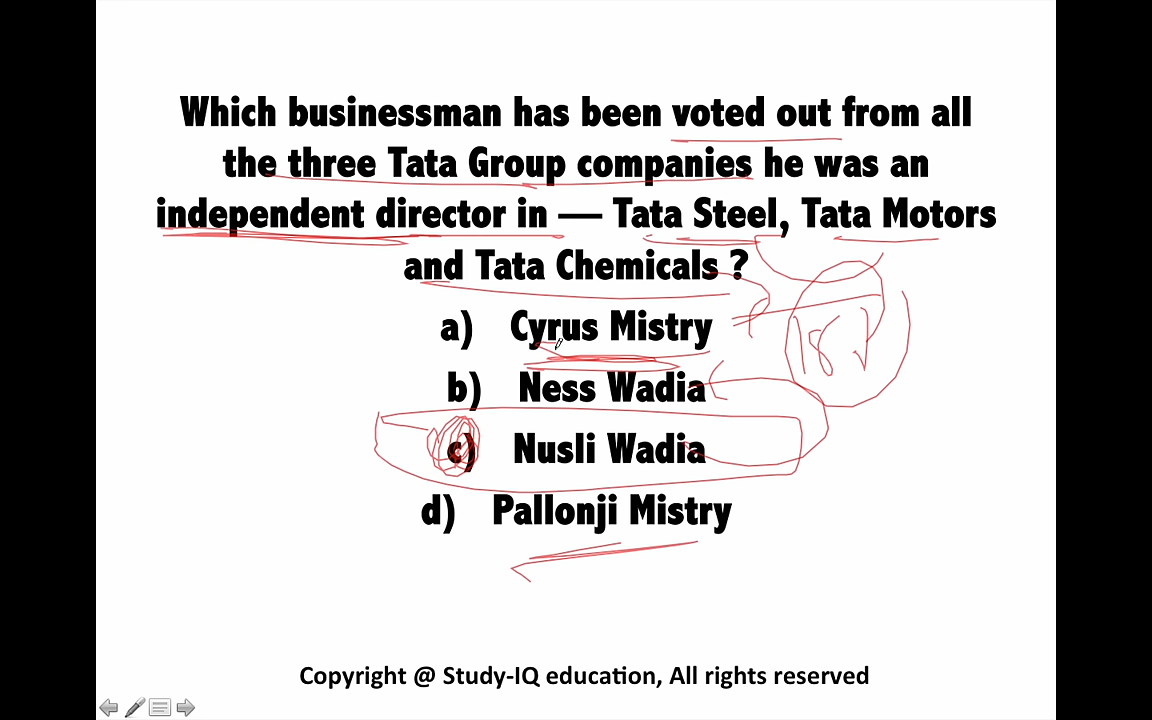 Which businessman has been voted out from all
the three Tata Group companies he was an
independent director in — Tata Steel, Tata Motors
and Tata Chemicals ?
a) Cyrus Mistry
18
b) Ness Wadia
c) Nusli Wadia
d) Pallonji Mistry
Copyright @ Study-IQ education, All rights reserved